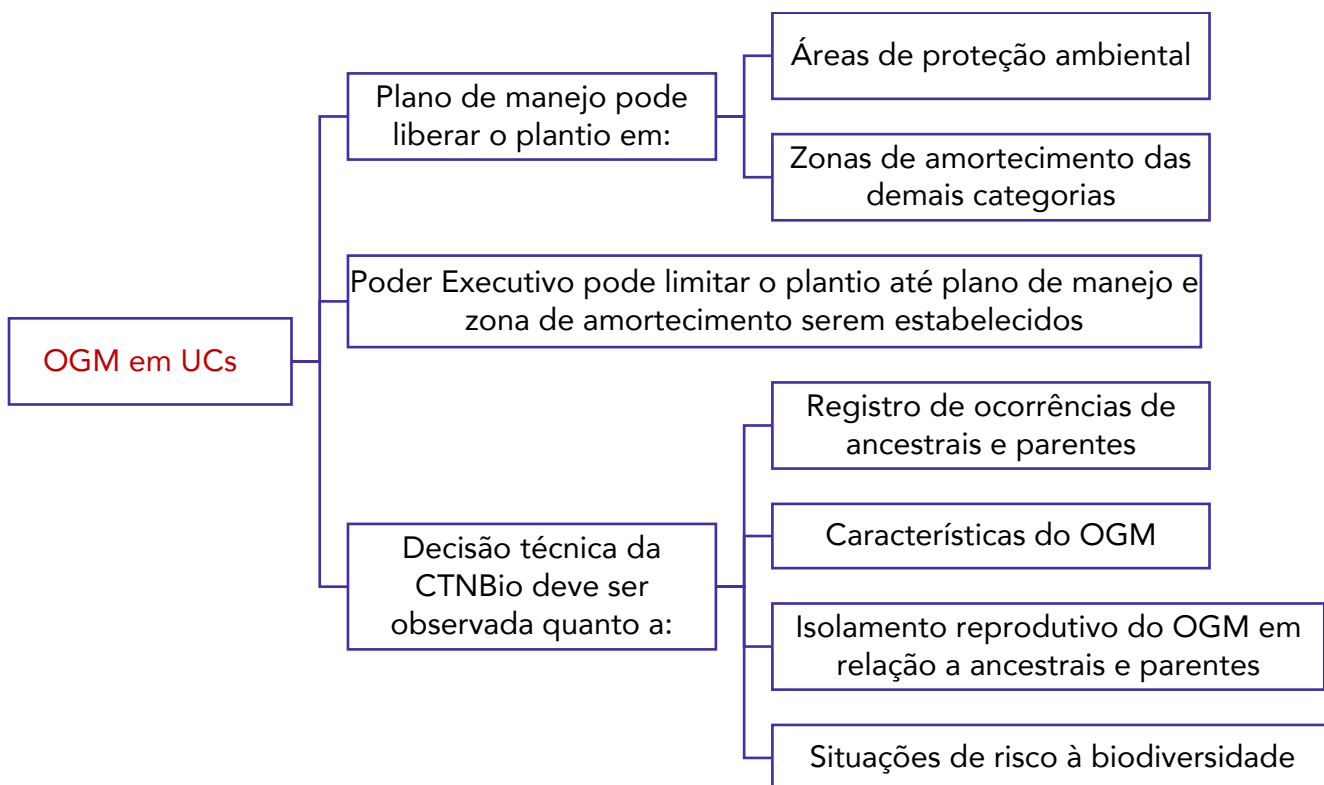 OGM em UCs
Plano de manejo pode
liberar o plantio em:
Áreas de proteção ambiental
Zonas de amortecimento das
demais categorias
Poder Executivo pode limitar o plantio até plano de manejo e
zona de amortecimento serem estabelecidos
Decisão técnica da
CTNBio deve ser
observada quanto a:
Registro de ocorrências de
ancestrais e parentes
Características do OGM
Isolamento reprodutivo do OGM em
relação a ancestrais e parentes
Situações de risco à biodiversidade